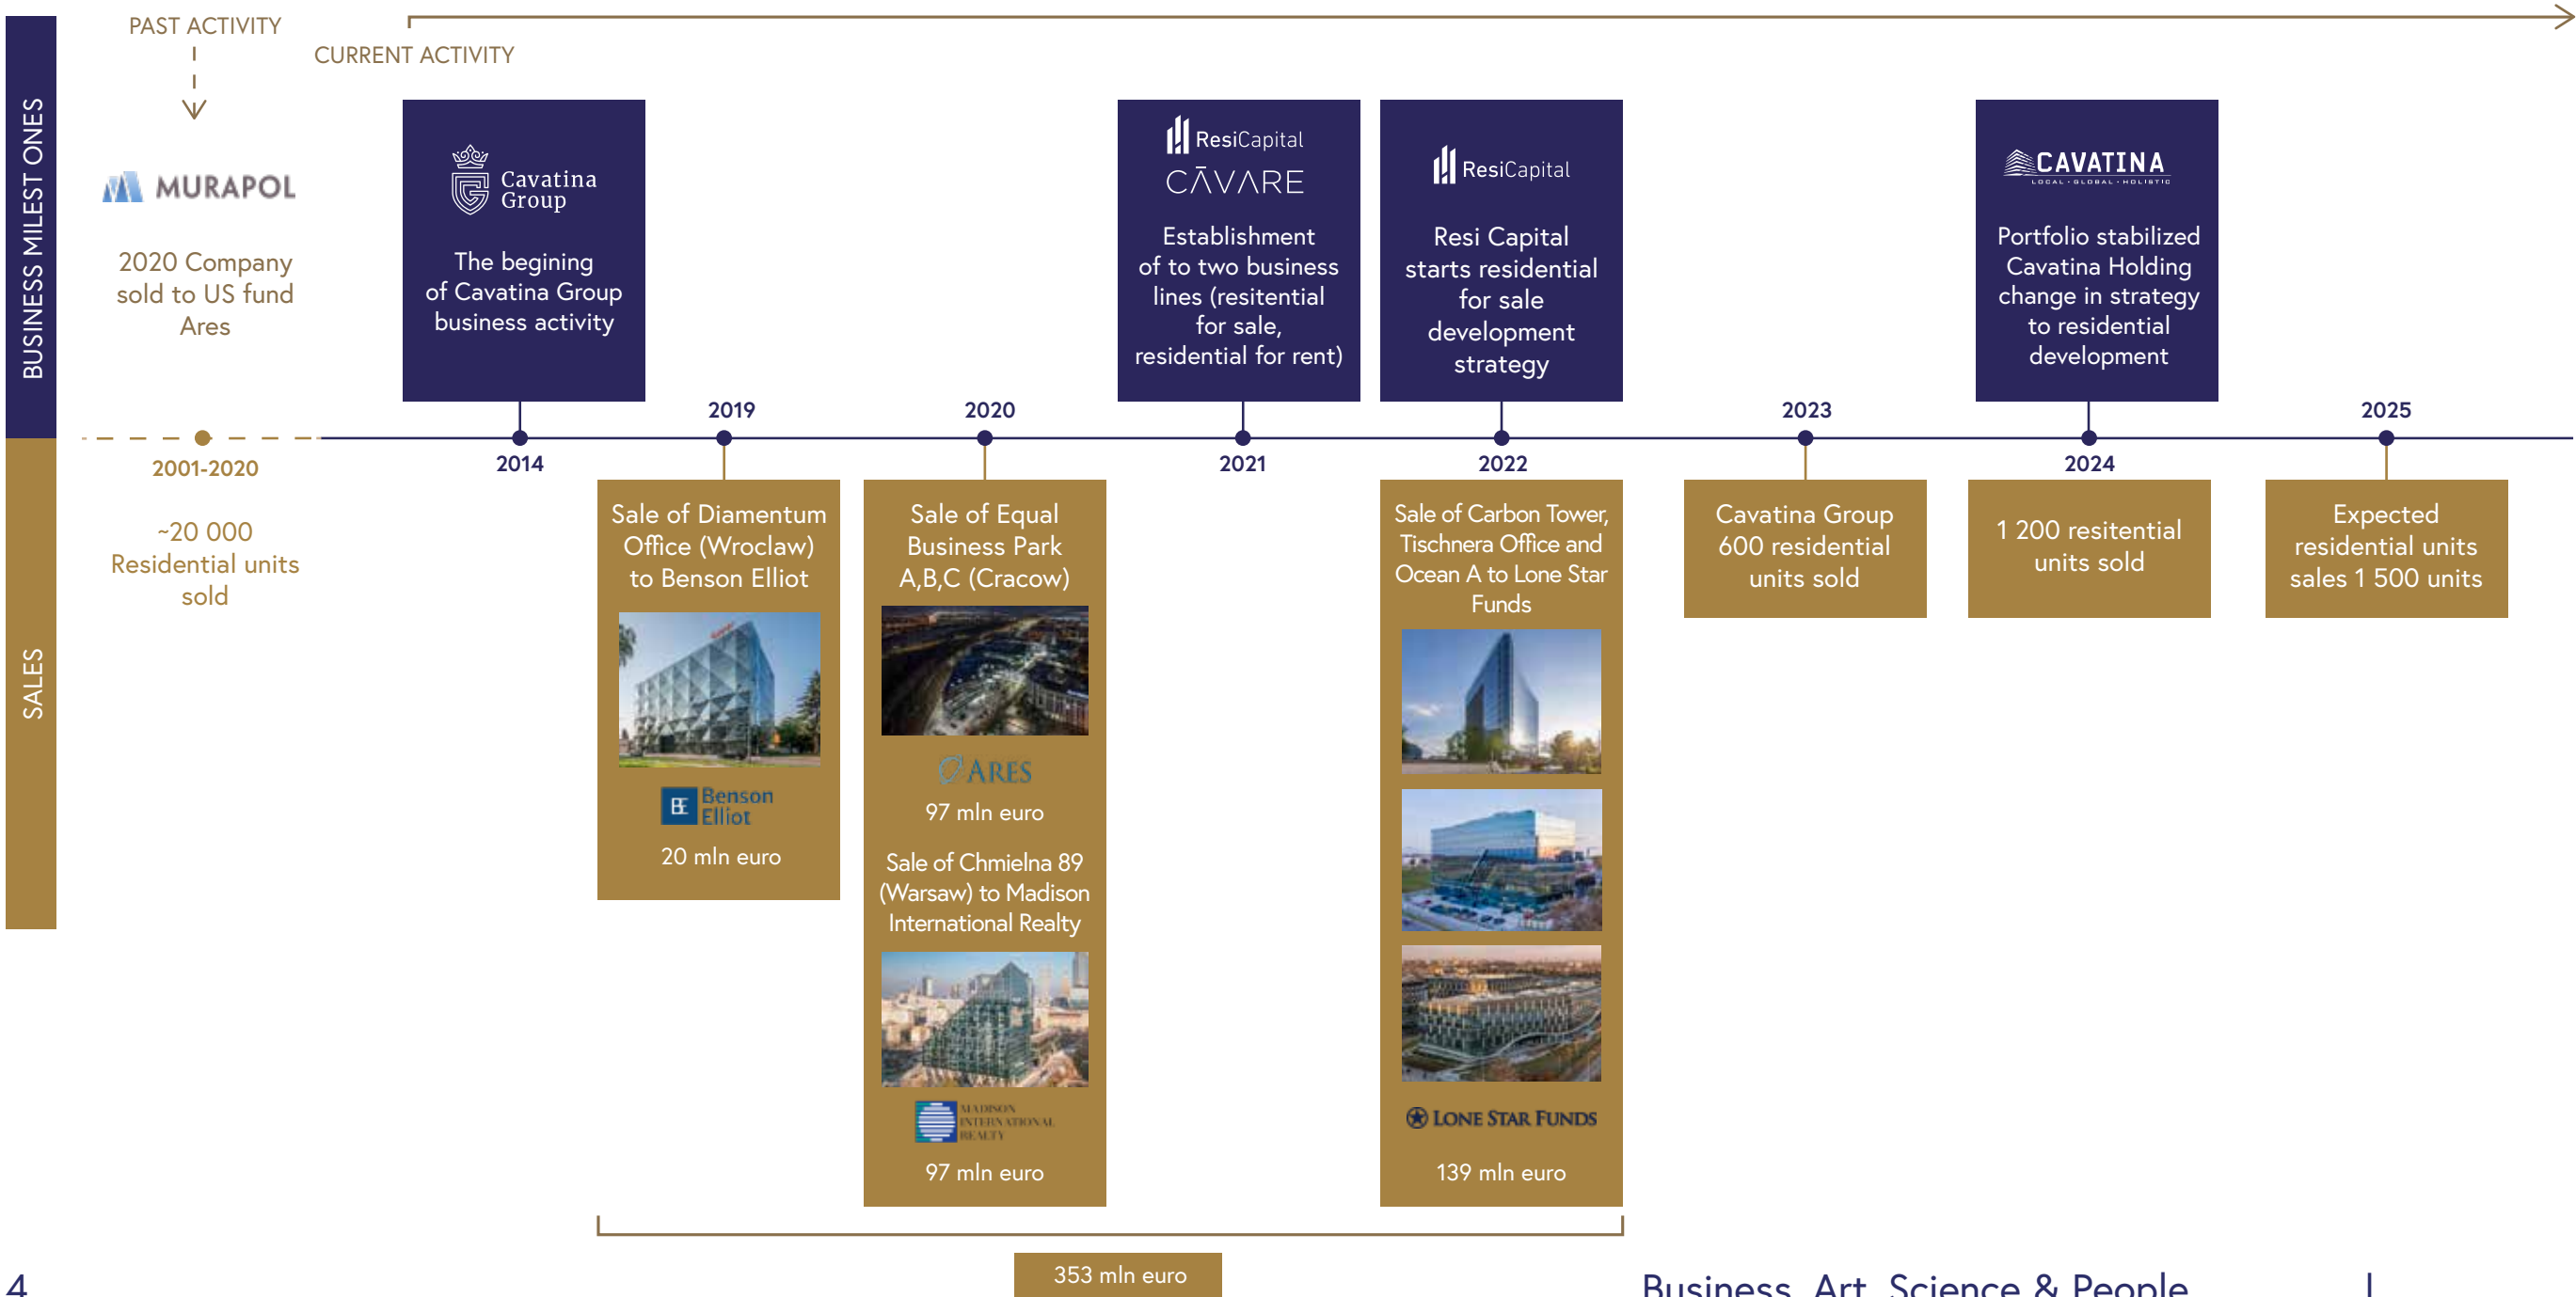 PAST ACTIVITY
CURRENT ACTIVITY
BUSINESS MILEST ONES
MURAPOL
2020 Company
sold to US fund
Ares
Cavatina
Group
The begining
of Cavatina Group
business activity
ResiCapital
CĀVARE
Establishment
of to two business
lines (resitential
for sale,
residential for rent)
ResiCapital
Resi Capital
starts residential
for sale
development
strategy
CAVATINA
LOCAL · GLOBAL · HOLISTIC
Portfolio stabilized
Cavatina Holding
change in strategy
to residential
development
2001-2020
2014
2019
2020
2021
2022
2023
2024
2025
SALES
~20 000
Residential units
sold
Sale of Diamentum
Office (Wroclaw)
to Benson Elliot
BE Benson
Elliot
20 mln euro
Sale of Equal
Business Park
A,B,C (Cracow)
ARES
97 mln euro
Sale of Chmielna 89
(Warsaw) to Madison
International Realty
MADISON
INTERNATIONAL
REALTY
97 mln euro
Sale of Carbon Tower,
Tischnera Office and
Ocean A to Lone Star
Funds
LONE STAR FUNDS
139 mln euro
Cavatina Group
600 residential
units sold
1 200 resitential
units sold
Expected
residential units
sales 1 500 units
353 mln euro
4
Business, Art, Science & People